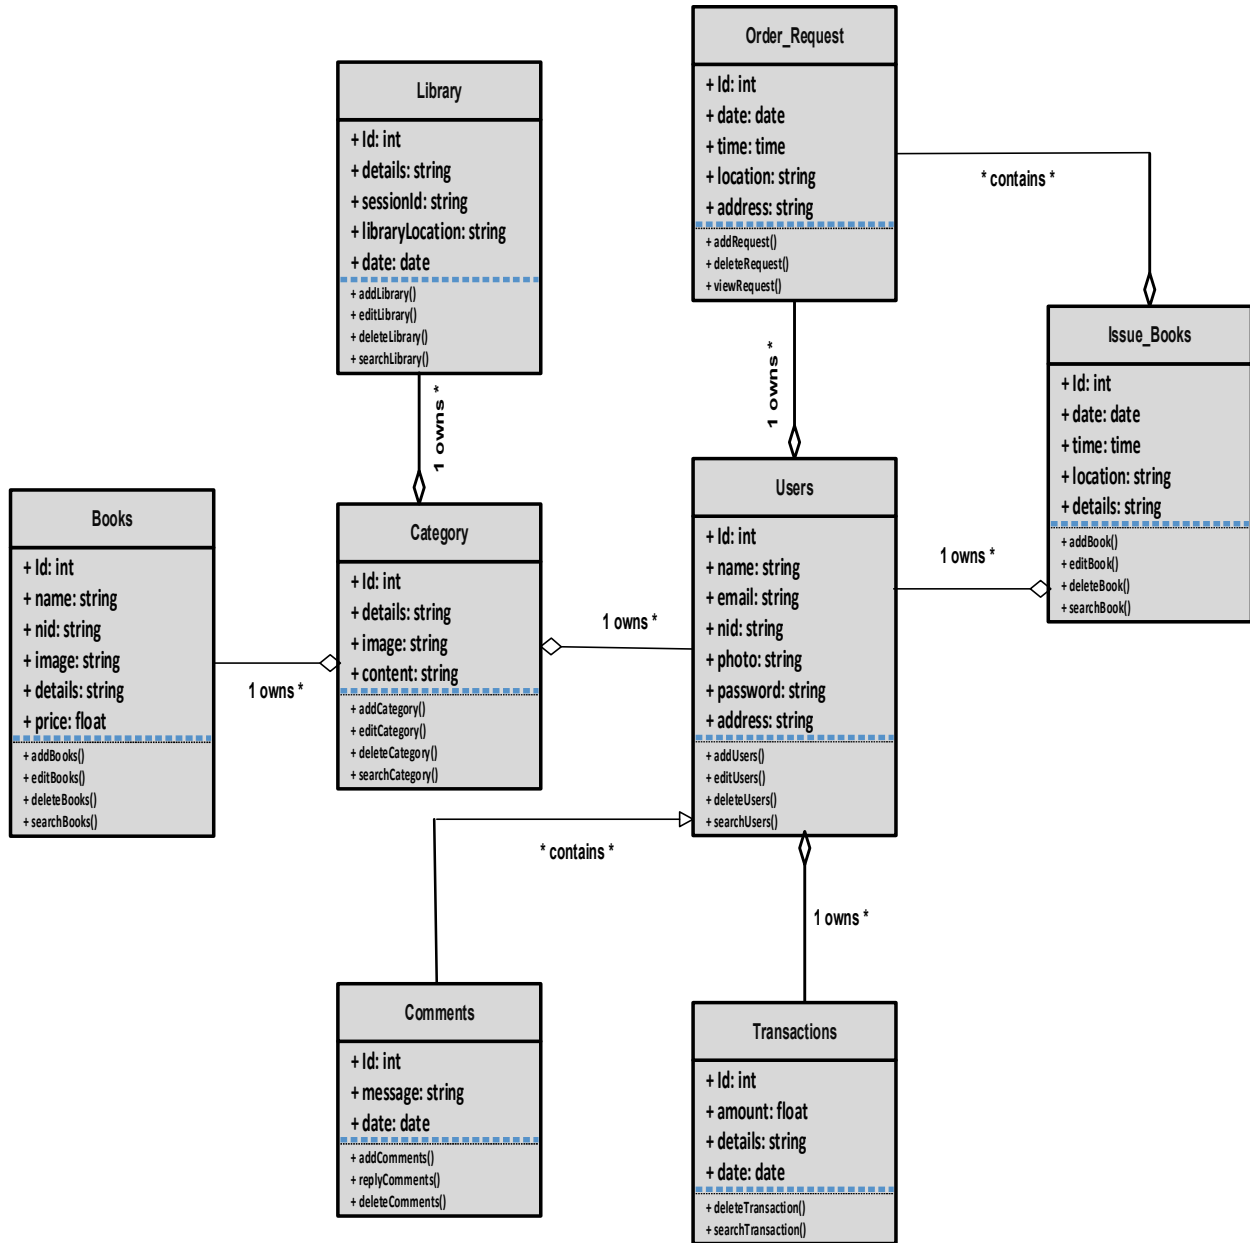 Order_Request
+ Id: int
+ date: date
+ time: time
+ location: string
+ address: string
+ addRequest()
+ deleteRequest()
+ viewRequest()
Library
+ Id: int
+ details: string
+ sessionId: string
+ libraryLocation: string
+ date: date
+ addLibrary()
+ editLibrary()
+ deleteLibrary()
+ searchLibrary()
* contains *
1 owns *
1 owns *
Issue_Books
+ Id: int
+ date: date
+ time: time
+ location: string
+ details: string
+ addBook()
+ editBook()
+ deleteBook()
+ searchBook()
Books
+ Id: int
+ name: string
+ nid: string
+ image: string
+ details: string
+ price: float
+ addBooks()
+ editBooks()
+ deleteBooks()
+ searchBooks()
1 owns *
Category
+ Id: int
+ details: string
+ image: string
+ content: string
+ addCategory()
+ editCategory()
+ deleteCategory()
+ searchCategory()
1 owns *
Users
+ Id: int
+ name: string
+ email: string
+ nid: string
+ photo: string
+ password: string
+ address: string
+ addUsers()
+ editUsers()
+ deleteUsers()
+ searchUsers()
1 owns *
* contains *
1 owns *
Comments
+ Id: int
+ message: string
+ date: date
+ addComments()
+ replyComments()
+ deleteComments()
Transactions
+ Id: int
+ amount: float
+ details: string
+ date: date
+ deleteTransaction()
+ searchTransaction()